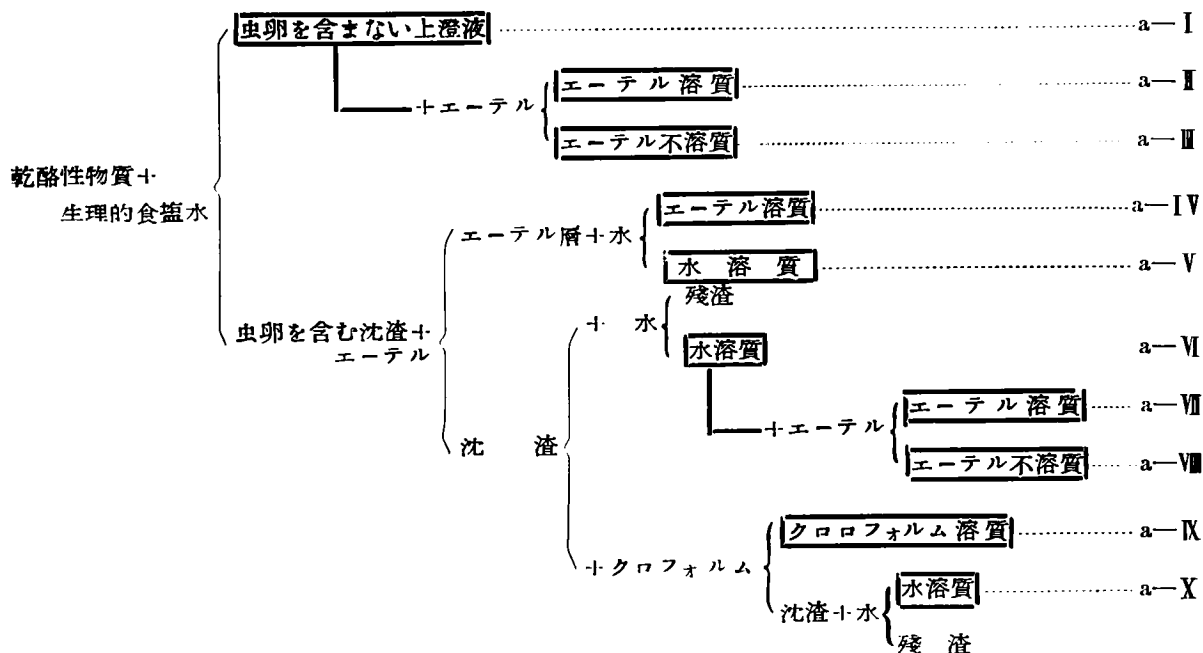 虫卵を含まない上澄液 a—Ⅰ
+エーテル
エーテル溶質 a—Ⅱ
エーテル不溶質 a—Ⅲ
乾酪性物質+
生理的食塩水
エーテル層+水
エーテル溶質 a—ⅠⅤ
水溶質 a—Ⅴ
虫卵を含む沈渣+
エーテル
+水
残渣
水溶質 a—Ⅵ
+エーテル
エーテル溶質 a—Ⅶ
エーテル不溶質 a—Ⅷ
沈渣
+クロフォルム
クロロフォルム溶質 a—Ⅸ
沈渣+水
水溶質 a—Ⅹ
残渣